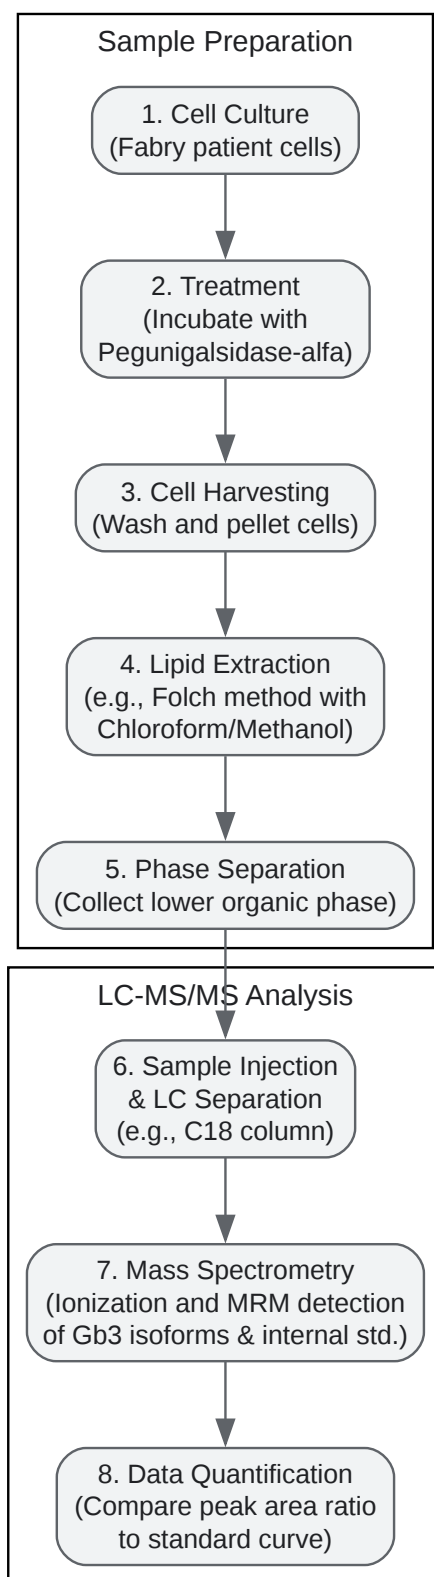 Sample Preparation
1. Cell Culture
(Fabry patient cells)
2. Treatment
(Incubate with
Pegunigalsidase-alfa)
3. Cell Harvesting
(Wash and pellet cells)
4. Lipid Extraction
(e.g., Folch method with
Chloroform/Methanol)
5. Phase Separation
(Collect lower organic phase)
LC-MS/MS Analysis
6. Sample Injection
& LC Separation
(e.g., C18 column)
7. Mass Spectrometry
(Ionization and MRM detection
of Gb3 isoforms & internal std.)
8. Data Quantification
(Compare peak area ratio
to standard curve)